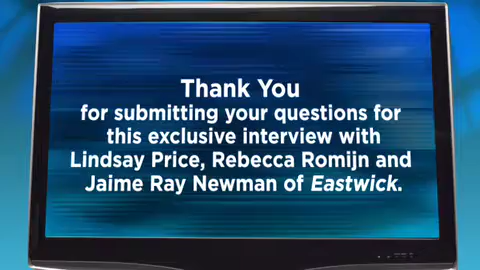 Thank You
for submitting your questions for
this exclusive interview with
Lindsay Price, Rebecca Romijn and
Jaime Ray Newman of Eastwick.